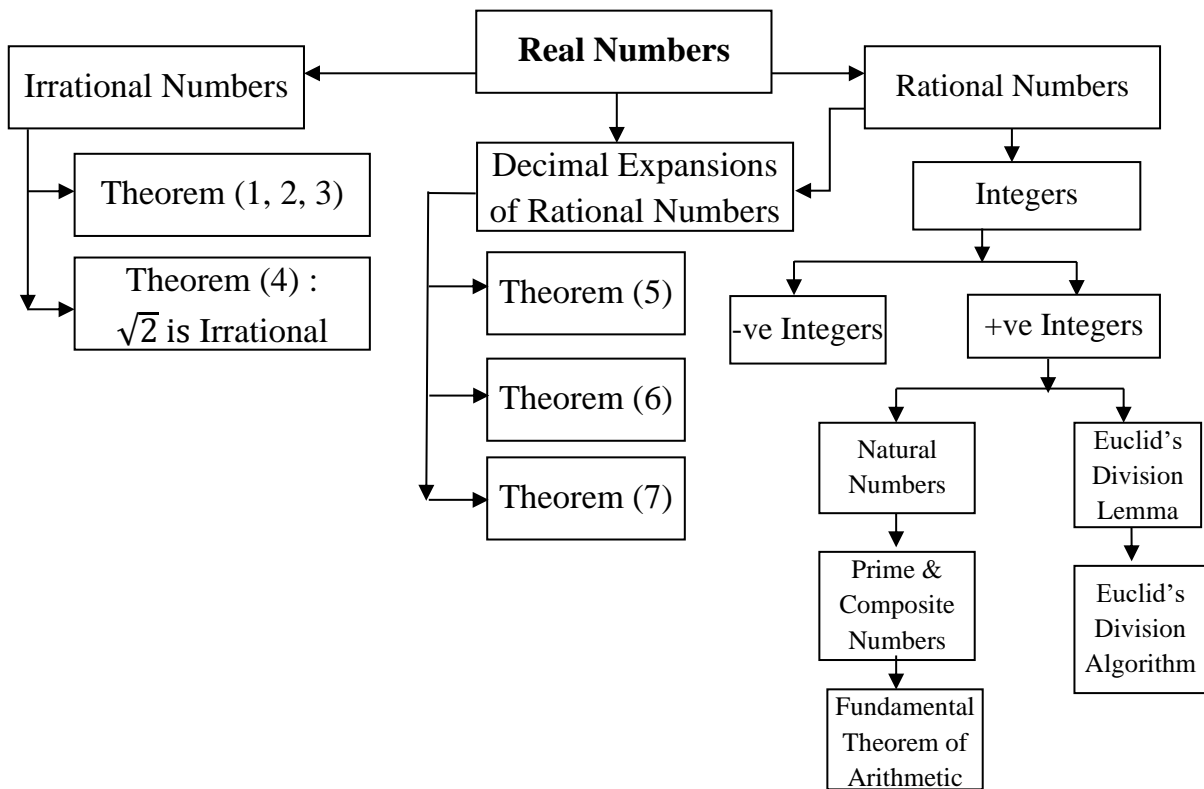 Real Numbers
Irrational Numbers
Rational Numbers
Theorem (1, 2, 3)
Theorem (4) :
√2 is Irrational
Decimal Expansions
of Rational Numbers
Theorem (5)
Theorem (6)
Theorem (7)
Integers
-ve Integers
+ve Integers
Natural
Numbers
Prime &
Composite
Numbers
Fundamental
Theorem of
Arithmetic
Euclid’s
Division
Lemma
Euclid’s
Division
Algorithm